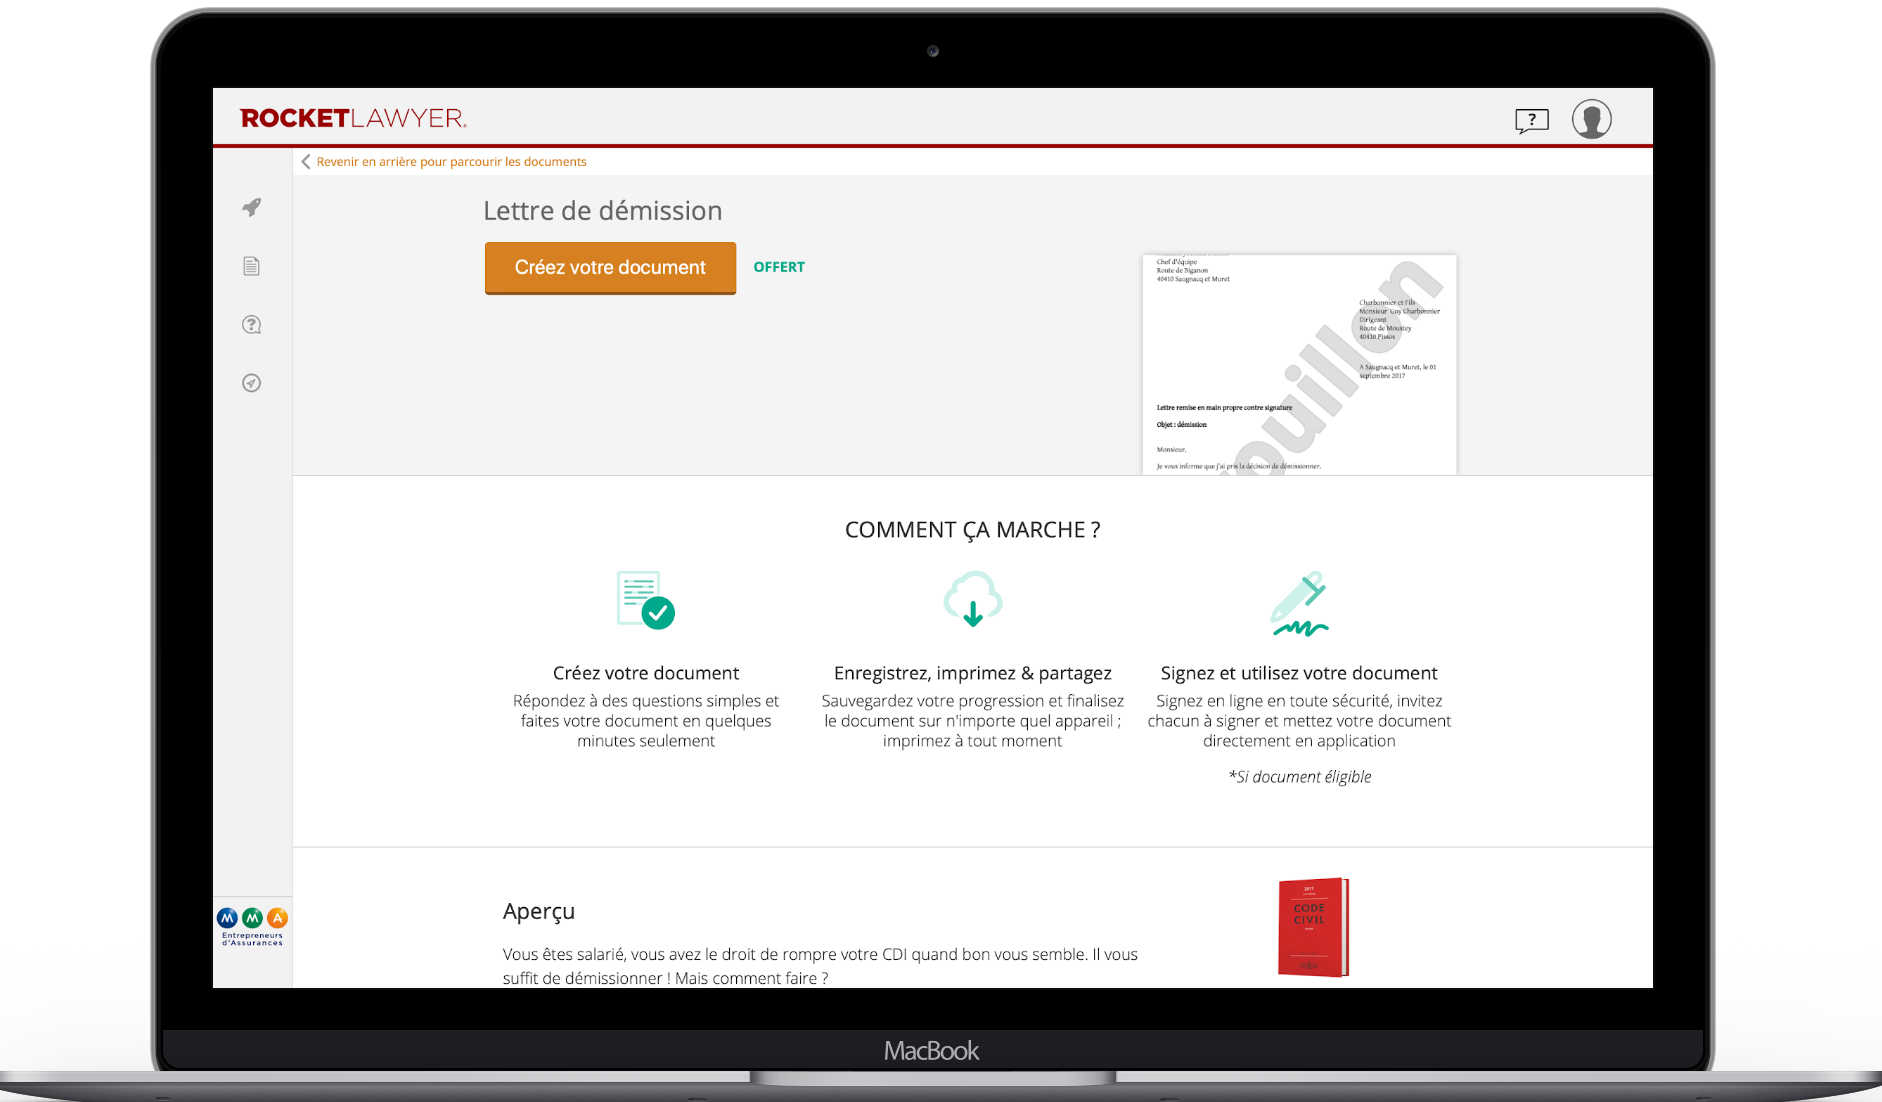 ROCKETLAWYER.
?
Revenir en arrière pour parcourir les documents
Lettre de démission
Créez votre document
OFFERT
Chef d'équipe
Route de Biganon
40410 Saugnacq et Muret
Charbonnier et Fils
Monsieur Guy Charbonnier
Dirigeant
Route de Moustey
40410 Pissos
A Saugnacq et Muret, le 01
septembre 2017
Lettre remise en main propre contre signature
Objet : démission
Monsieur,
Je vous informe que j'ai pris la décision de démissionner.
ouillon
COMMENT ÇA MARCHE ?
Créez votre document
Répondez à des questions simples et
faites votre document en quelques
minutes seulement
Enregistrez, imprimez & partagez
Sauvegardez votre progression et finalisez
le document sur n'importe quel appareil ;
imprimez à tout moment
Signez et utilisez votre document
Signez en ligne en toute sécurité, invitez
chacun à signer et mettez votre document
directement en application
*Si document éligible
Aperçu
Vous êtes salarié, vous avez le droit de rompre votre CDI quand bon vous semble. Il vous
suffit de démissionner ! Mais comment faire ?
2017
CODE
CIVIL
MMA
Entrepreneurs
d'Assurances
MacBook